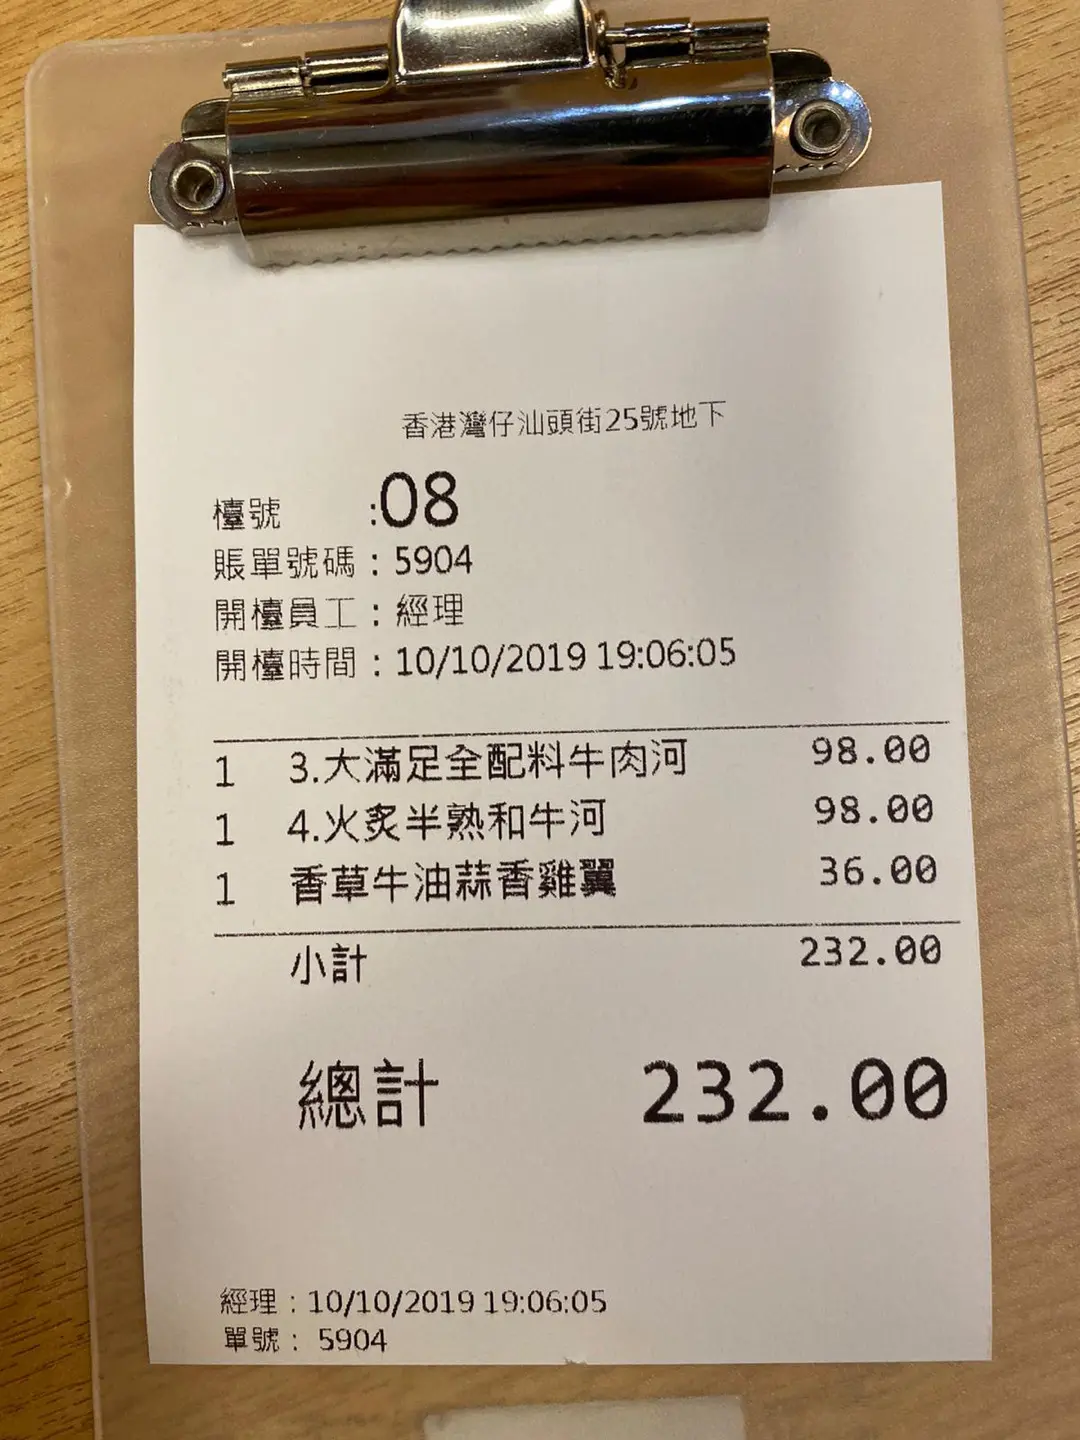 香港灣仔汕頭街25號地下
檯號 :08
賬單號碼：5904
開檯員工：經理
開檯時間：10/10/2019 19:06:05
1 3.大滿足全配料牛肉河 98.00
1 4.火炙半熟和牛河 98.00
1 香草牛油蒜香雞翼 36.00
小計 232.00
總計 232.00
經理：10/10/2019 19:06:05
單號： 5904